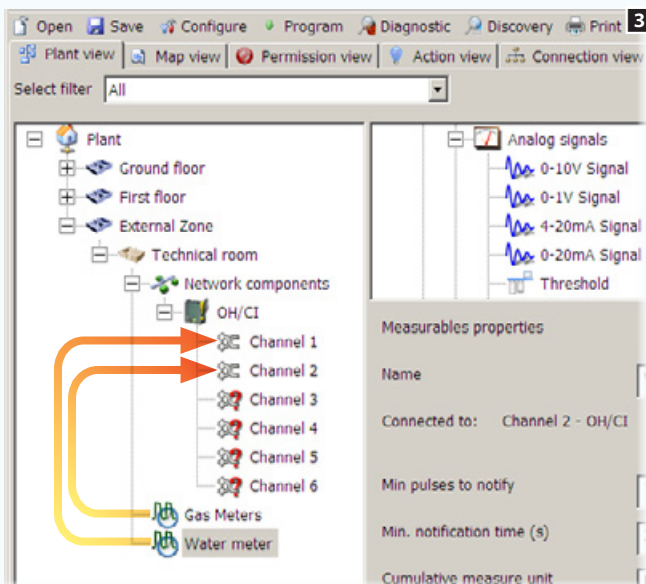 Open Save Configure Program Diagnostic Discovery Print 3
Plant view Map view Permission view Action view Connection view
Select filter All
Plant
Ground floor
First floor
External Zone
Technical room
Network components
OH/CI
Channel 1
Channel 2
Channel 3
Channel 4
Channel 5
Channel 6
Gas Meters
Water meter
Analog signals
0-10V Signal
0-1V Signal
4-20mA Signal
0-20mA Signal
Threshold
Measurables properties
Name
Connected to: Channel 2 - OH/CI
Min pulses to notify
Min. notification time (s)
Cumulative measure unit